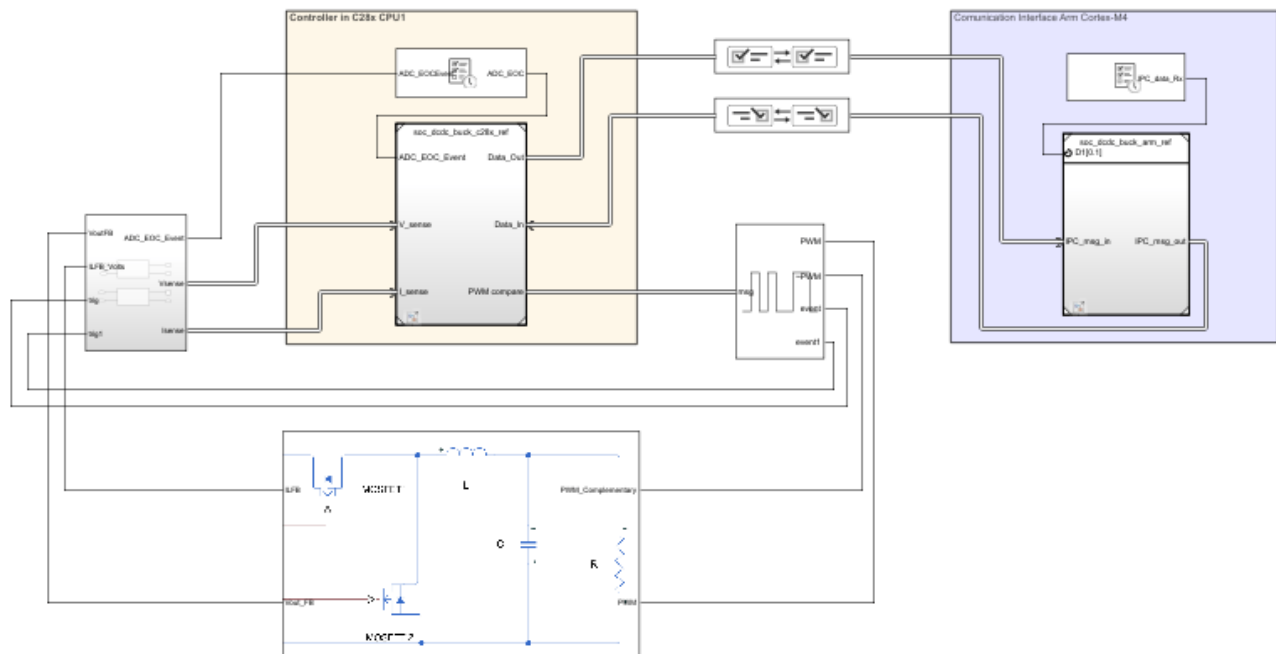 Controller in C28x CPU1
Comunication Interface Arm Cortex-M4
ADC_EOCEvent
ADC_EOC
IPC_data_Rx
soc_dcdc_buck_c28x_ref
ADC_EOC_Event
Data_Out
V_sense
Data_In
I_sense
PWM compare
soc_dcdc_buck_arm_ref
D1[0.1]
IPC_msg_in
IPC_msg_out
VoutFB
ADC_EOC_Event
ILFB_Volts
Vsense
sig
Isense
sig1
PWM
~PWM
msg
event
event1
ILFB
MOSFET
L
PWM_Complementary
C
R
Vout_FB
PWM
MOSFET 2